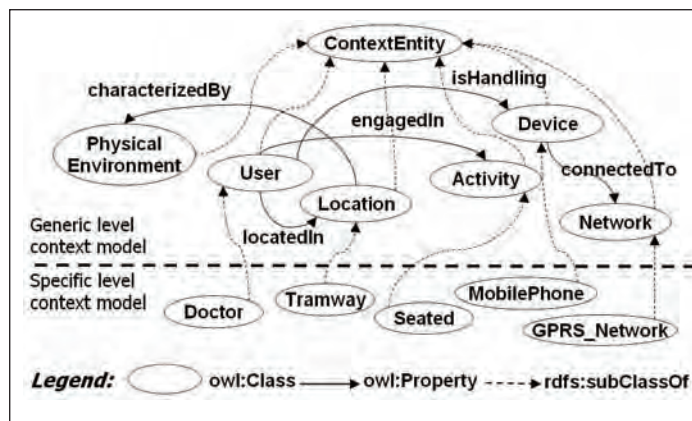 ContextEntity
isHandling
characterizedBy
engagedIn
Device
Physical
Environment
User
Activity
connectedTo
Location
Network
Generic level
context model
locatedIn
Specific level
context model
Doctor
Tramway
Seated
MobilePhone
GPRS_Network
Legend: owl:Class owl:Property rdfs:subClassOf